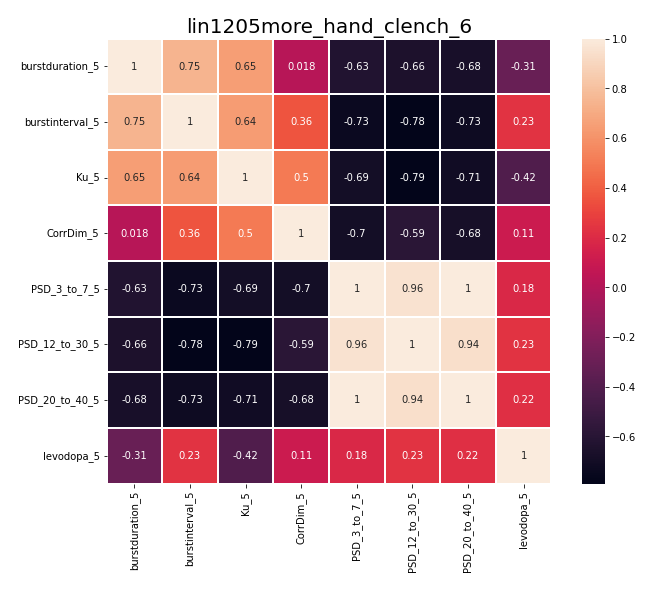 lin1205more_hand_clench_6
burstduration_5 1 0.75 0.65 0.018 -0.63 -0.66 -0.68 -0.31
burstinterval_5 0.75 1 0.64 0.36 -0.73 -0.78 -0.73 0.23
Ku_5 0.65 0.64 1 0.5 -0.69 -0.79 -0.71 -0.42
CorrDim_5 0.018 0.36 0.5 1 -0.7 -0.59 -0.68 0.11
PSD_3_to_7_5 -0.63 -0.73 -0.69 -0.7 1 0.96 1 0.18
PSD_12_to_30_5 -0.66 -0.78 -0.79 -0.59 0.96 1 0.94 0.23
PSD_20_to_40_5 -0.68 -0.73 -0.71 -0.68 1 0.94 1 0.22
levodopa_5 -0.31 0.23 -0.42 0.11 0.18 0.23 0.22 1
burstduration_5
burstinterval_5
Ku_5
CorrDim_5
PSD_3_to_7_5
PSD_12_to_30_5
PSD_20_to_40_5
levodopa_5
1.0
0.8
0.6
0.4
0.2
0.0
−0.2
−0.4
−0.6